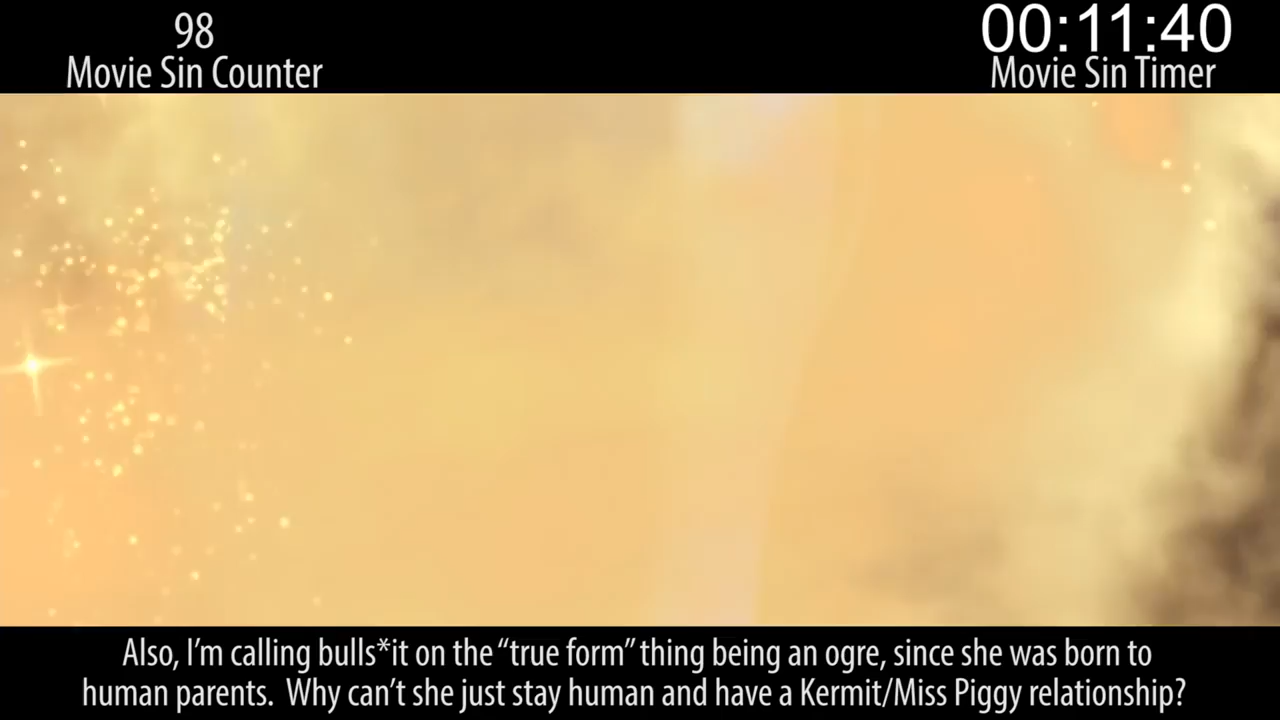 98
Movie Sin Counter
00:11:40
Movie Sin Timer
Also, I'm calling bulls*it on the “true form” thing being an ogre, since she was born to
human parents.  Why can't she just stay human and have a Kermit/Miss Piggy relationship?